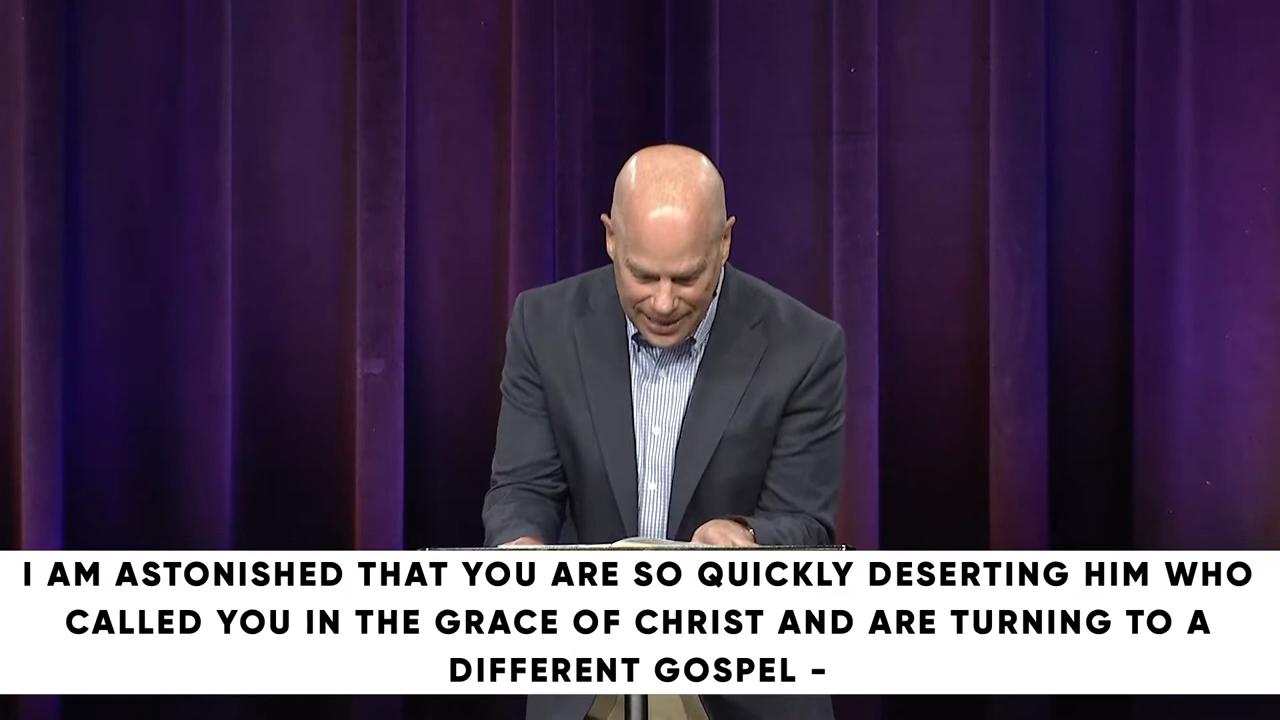 I AM ASTONISHED THAT YOU ARE SO QUICKLY DESERTING HIM WHO
CALLED YOU IN THE GRACE OF CHRIST AND ARE TURNING TO A
DIFFERENT GOSPEL -